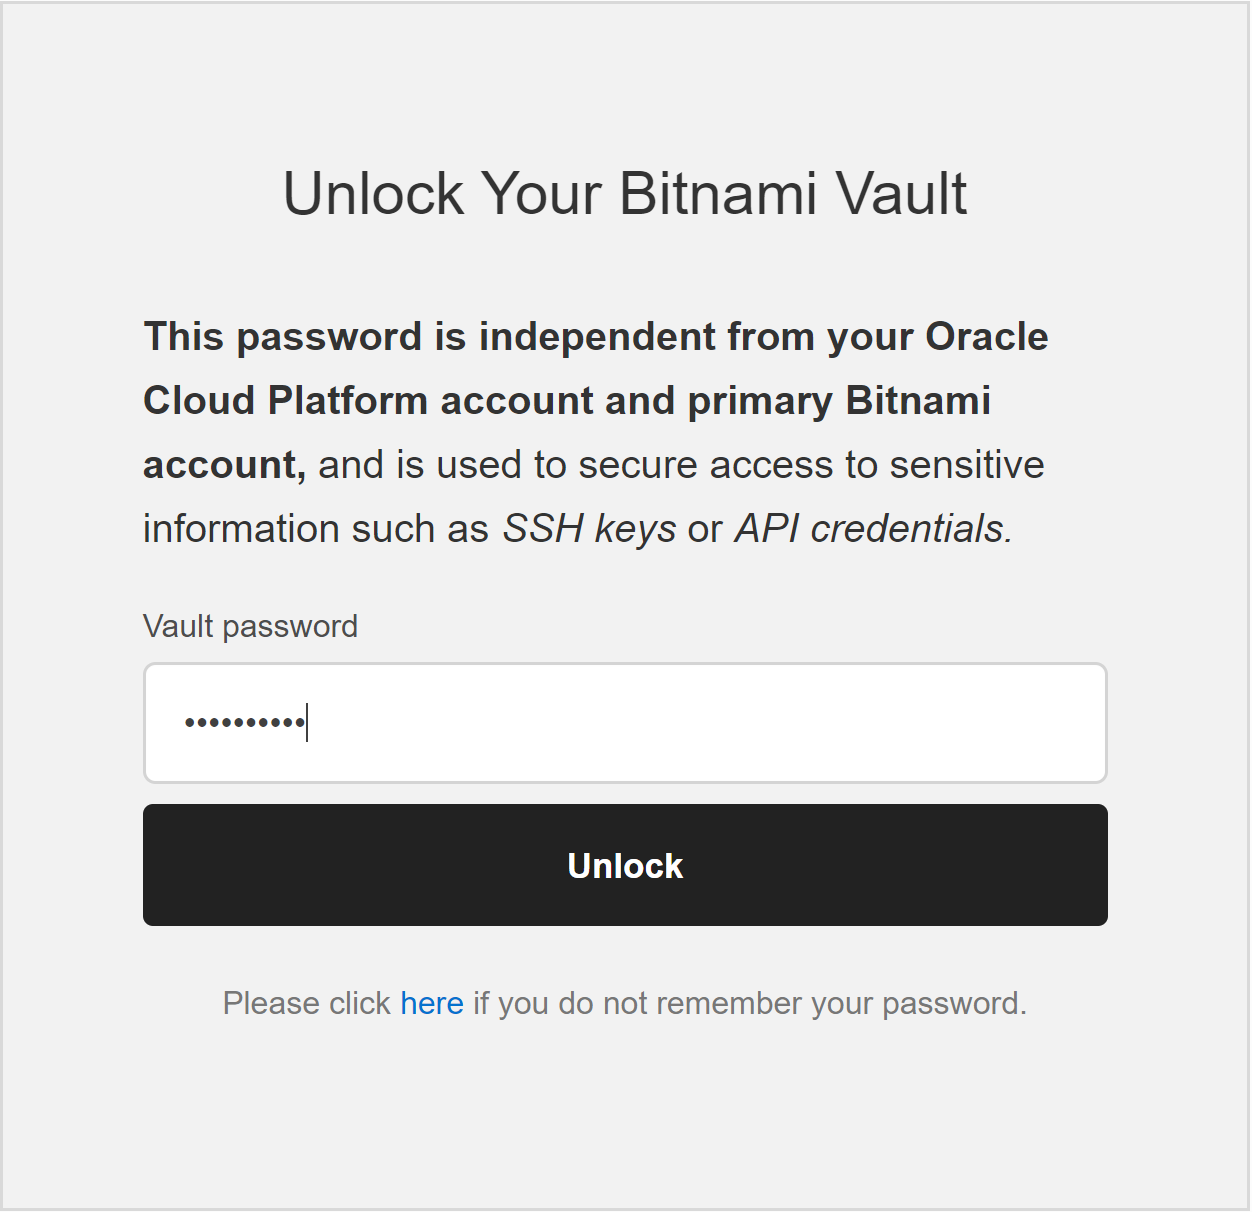 Unlock Your Bitnami Vault
This password is independent from your Oracle
Cloud Platform account and primary Bitnami
account, and is used to secure access to sensitive
information such as SSH keys or API credentials.
Vault password
••••••••••
Unlock
Please click here if you do not remember your password.